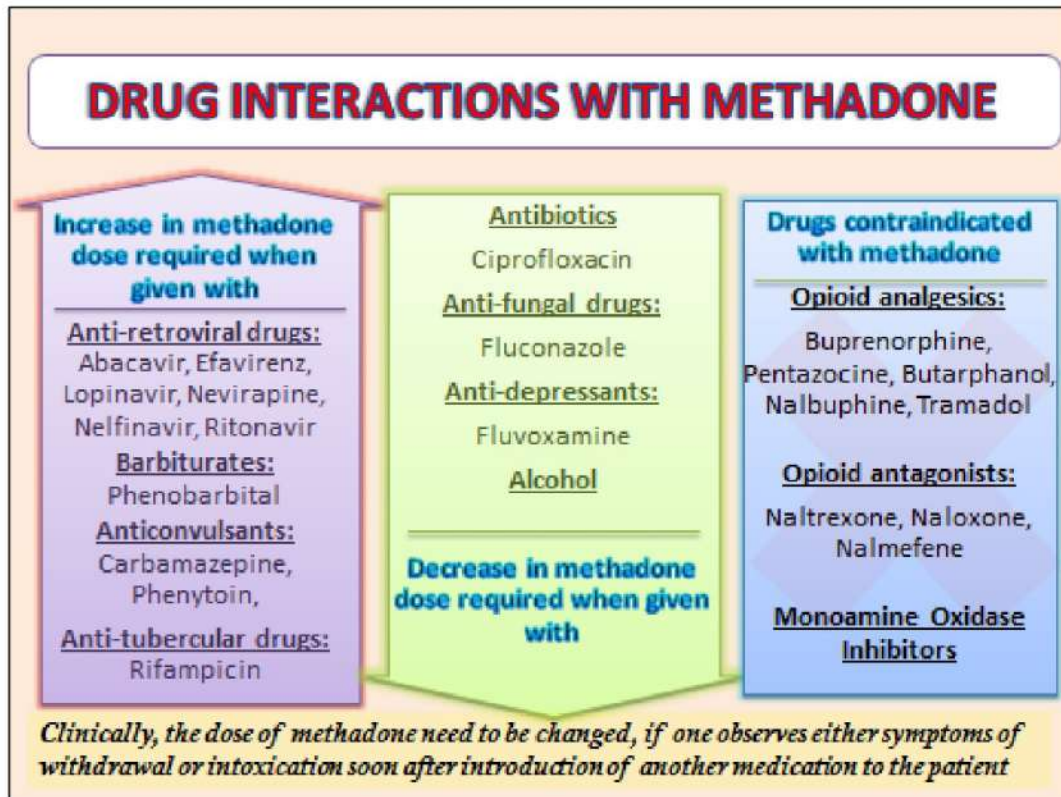 DRUG INTERACTIONS WITH METHADONE
Increase in methadone
dose required when
given with
Anti-retroviral drugs:
Abacavir, Efavirenz,
Lopinavir, Nevirapine,
Nelfinavir, Ritonavir
Barbiturates:
Phenobarbital
Anticonvulsants:
Carbamazepine,
Phenytoin,
Anti-tubercular drugs:
Rifampicin
Antibiotics
Ciprofloxacin
Anti-fungal drugs:
Fluconazole
Anti-depressants:
Fluvoxamine
Alcohol
Decrease in methadone
dose required when given
with
Drugs contraindicated
with methadone
Opioid analgesics:
Buprenorphine,
Pentazocine, Butarphanol,
Nalbuphine, Tramadol
Opioid antagonists:
Naltrexone, Naloxone,
Nalmefene
Monoamine Oxidase
Inhibitors
Clinically, the dose of methadone need to be changed, if one observes either symptoms of
withdrawal or intoxication soon after introduction of another medication to the patient